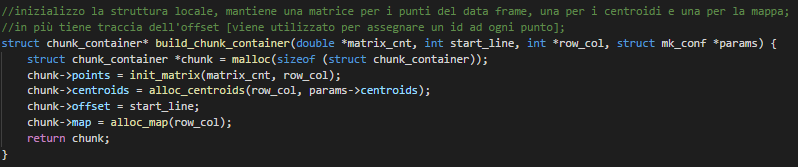 //inizializzo la struttura locale, mantiene una matrice per i punti del data frame, una per i centroidi e una per la mappa;
//in più tiene traccia dell'offset [viene utilizzato per assegnare un id ad ogni punto];
struct chunk_container* build_chunk_container(double *matrix_cnt, int start_line, int *row_col, struct mk_conf *params) {
    struct chunk_container *chunk = malloc(sizeof (struct chunk_container));
    chunk->points = init_matrix(matrix_cnt, row_col);
    chunk->centroids = alloc_centroids(row_col, params->centroids);
    chunk->offset = start_line;
    chunk->map = alloc_map(row_col);
    return chunk;
}